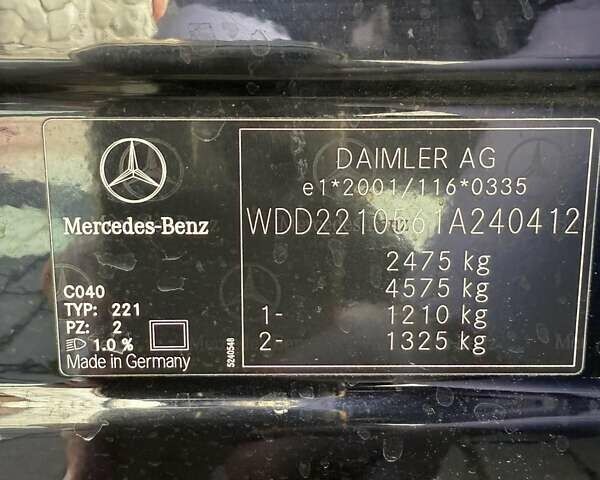 Mercedes-Benz
C040
TYP: 221
PZ: 2
1.0 %
Made in Germany
5240548
DAIMLER AG
e1*2001/116*0335
WDD2210561A240412
2475 kg
4575 kg
1- 1210 kg
2- 1325 kg